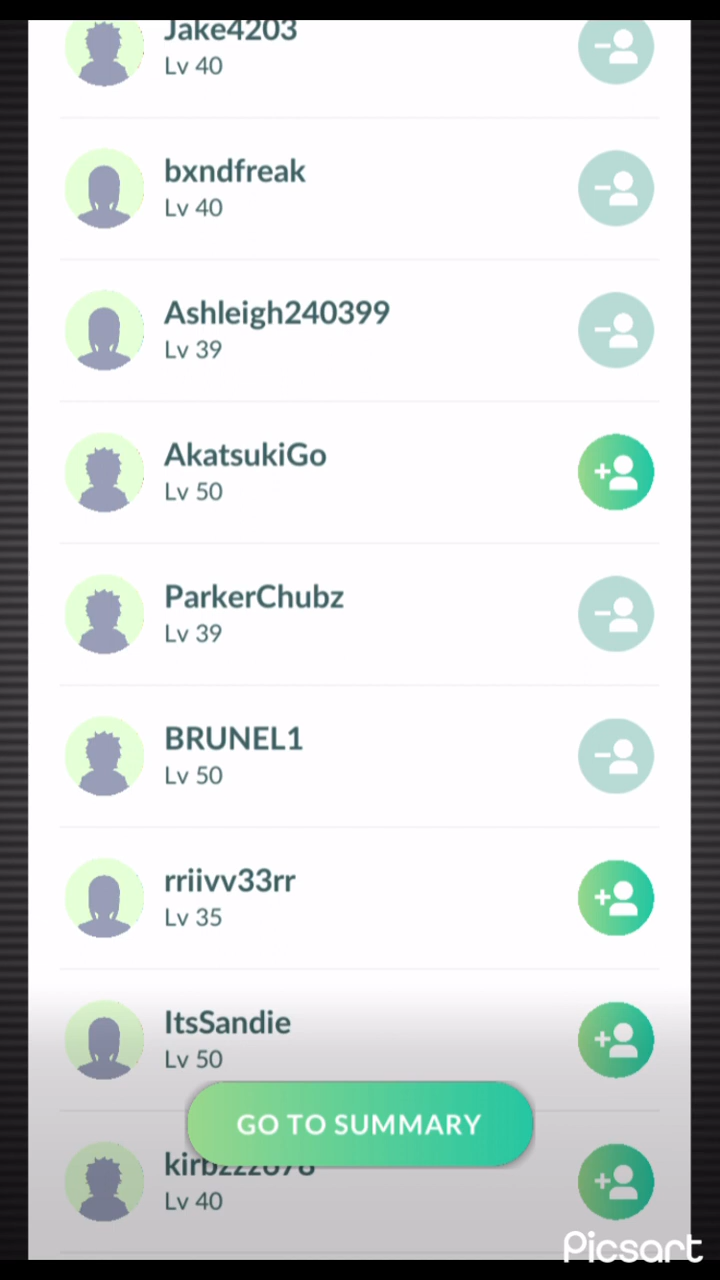 Jake4203
Lv 40
bxndfreak
Lv 40
Ashleigh240399
Lv 39
AkatsukiGo
Lv 50
ParkerChubz
Lv 39
BRUNEL1
Lv 50
rriivv33rr
Lv 35
ItsSandie
Lv 50
GO TO SUMMARY
Lv 40
Picsart